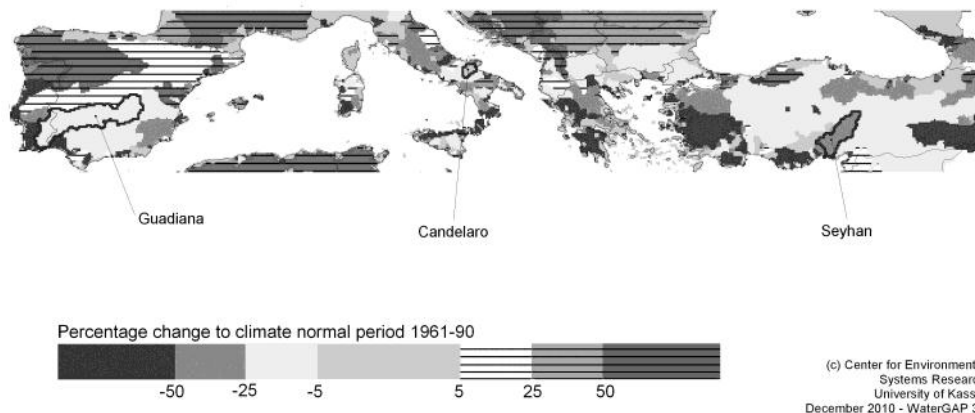 Guadiana
Candelaro
Seyhan
Percentage change to climate normal period 1961-90
-50 -25 -5 5 25 50
(c) Center for Environment
Systems Resear
University of Kass
December 2010 - WaterGAP